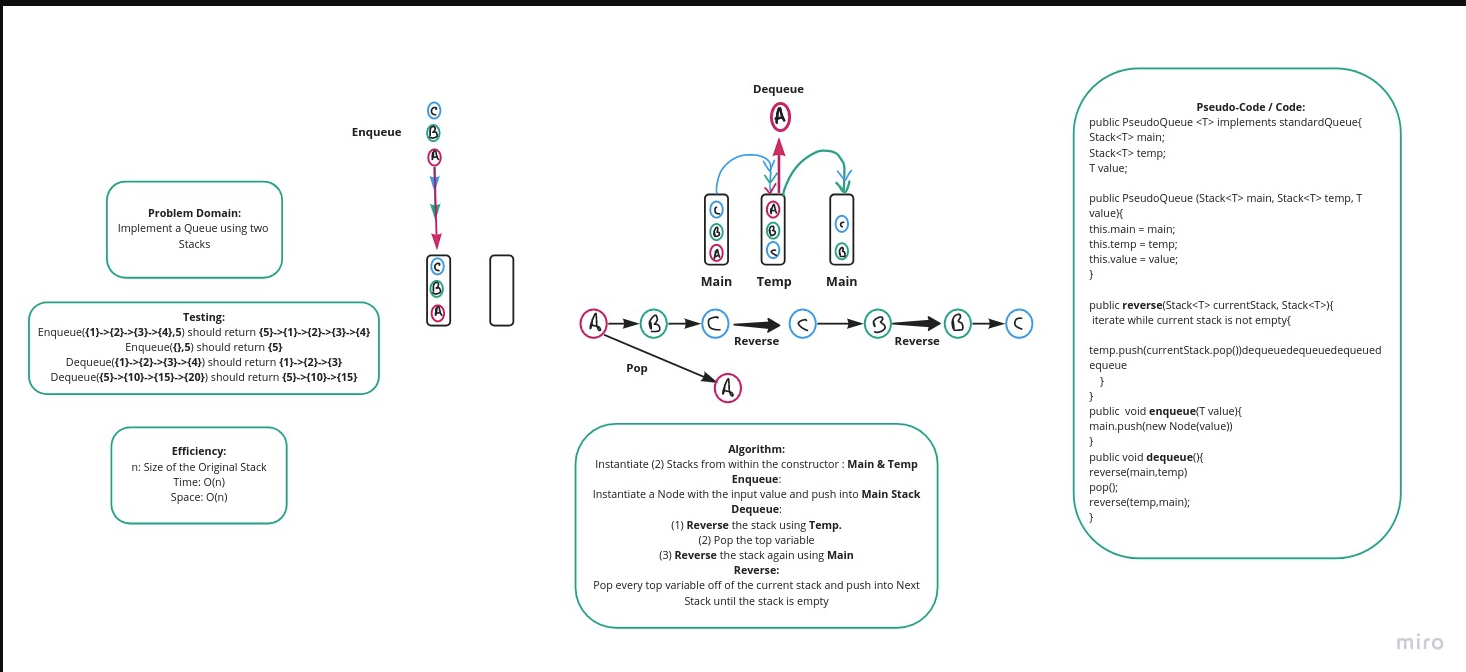 Problem Domain:
Implement a Queue using two
Stacks
Testing:
Enqueue({1}->{2}->{3}->{4},5) should return {5}->{1}->{2}->{3}->{4}
Enqueue({},5) should return {5}
Dequeue({1}->{2}->{3}->{4}) should return {1}->{2}->{3}
Dequeue({5}->{10}->{15}->{20}) should return {5}->{10}->{15}
Efficiency:
n: Size of the Original Stack
Time: O(n)
Space: O(n)
Enqueue
C
B
A
C
B
A
Dequeue
A
C
B
A
A
B
C
C
B
Main
Temp
Main
A
B
C
Reverse
C
B
Reverse
B
C
Pop
A
Algorithm:
Instantiate (2) Stacks from within the constructor : Main & Temp
Enqueue:
Instantiate a Node with the input value and push into Main Stack
Dequeue:
(1) Reverse the stack using Temp.
(2) Pop the top variable
(3) Reverse the stack again using Main
Reverse:
Pop every top variable off of the current stack and push into Next
Stack until the stack is empty
Pseudo-Code / Code:
public PseudoQueue <T> implements standardQueue{
Stack<T> main;
Stack<T> temp;
T value;
public PseudoQueue (Stack<T> main, Stack<T> temp, T
value){
this.main = main;
this.temp = temp;
this.value = value;
}
public reverse(Stack<T> currentStack, Stack<T>){
iterate while current stack is not empty{
temp.push(currentStack.pop())dequeuedequeuedequeued
equeue
}
}
public void enqueue(T value){
main.push(new Node(value))
}
public void dequeue(){
reverse(main,temp)
pop();
reverse(temp,main);
}
miro